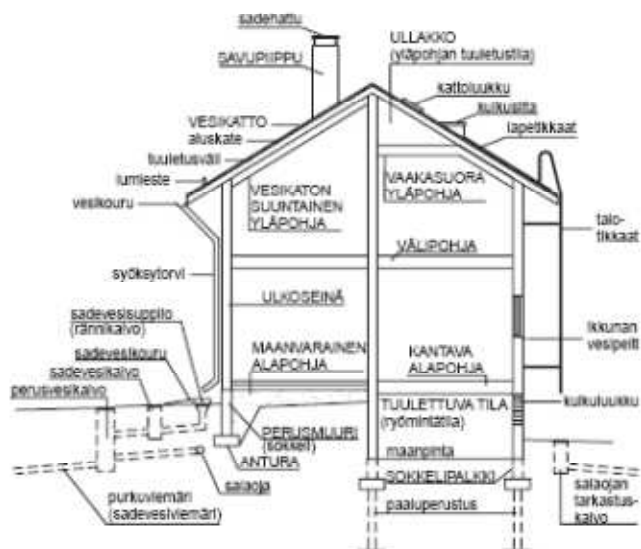 sadehattu
SAVUPIIPPU
ULLAKKO
(yläpohjan tuuletustila)
kattoluukku
kulkusilta
lapetikkaat
VESIKATTO
aluskate
tuuletusväli
lumieste
vesikouru
VESIKATON
SUUNTAINEN
YLÄPOHJA
VAAKASUORA
YLÄPOHJA
talo-
tikkaat
VÄLIPOHJA
syöksytorvi
ULKOSEINÄ
sadevesisuppilo
(rännikaivo)
sadevesikouru
sadevesikaivo
perusvesikaivo
MAANVARAINEN
ALAPOHJA
KANTAVA
ALAPOHJA
ikkunan
vesipelti
TUULETTUVA TILA
(ryömintätila)
kulkuluukku
PERUSMUURI
(sokkeli)
ANTURA
maanpinta
SOKKELIPALKKI
salaoja
purkuviemäri
(sadevesiviemäri)
paaluperustus
salaojan
tarkastus-
kaivo